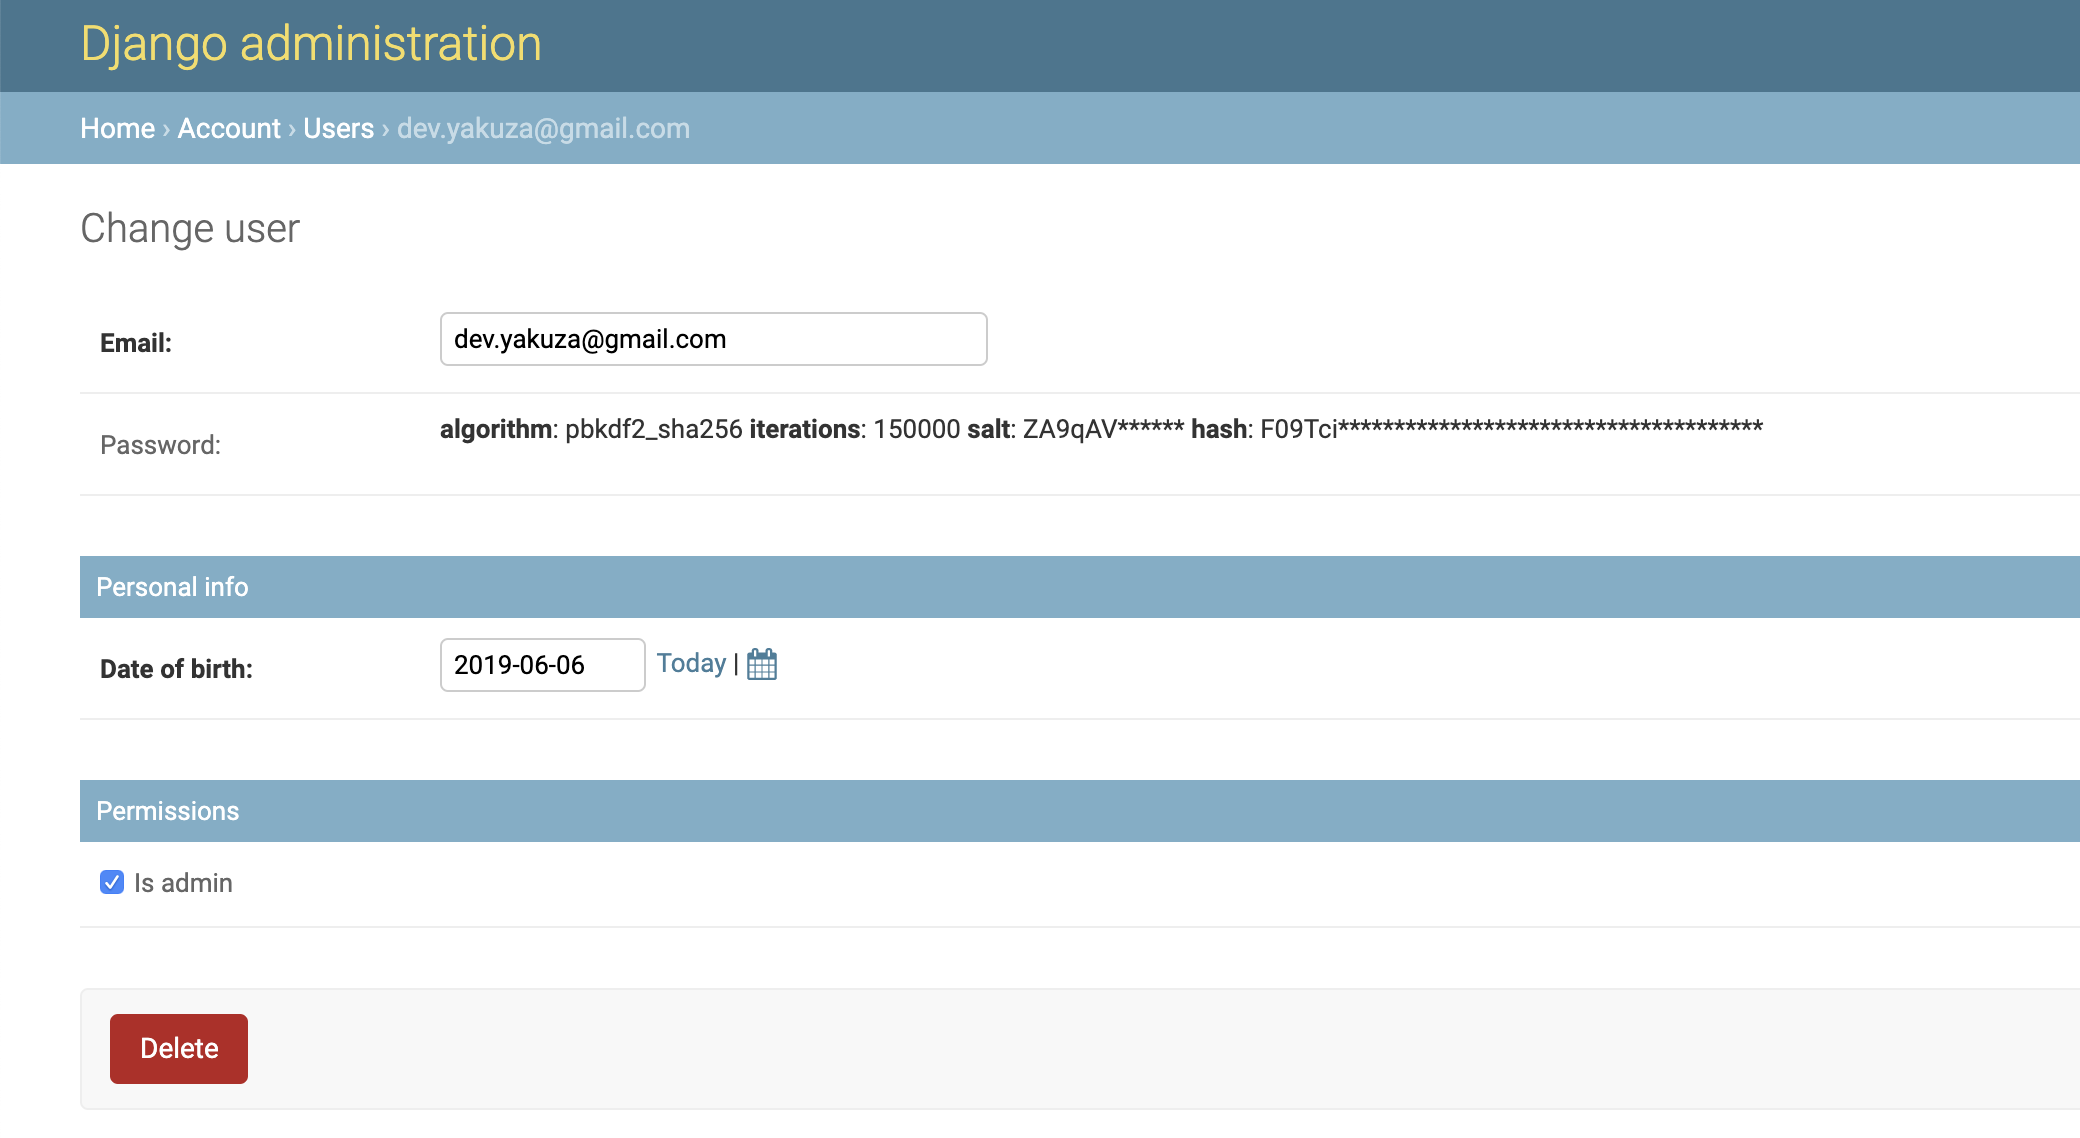 Django administration
Home › Account › Users › dev.yakuza@gmail.com
Change user
Email: dev.yakuza@gmail.com
Password: algorithm: pbkdf2_sha256 iterations: 150000 salt: ZA9qAV****** hash: F09Tci**************************************
Personal info
Date of birth: 2019-06-06 Today |
Permissions
Is admin
Delete